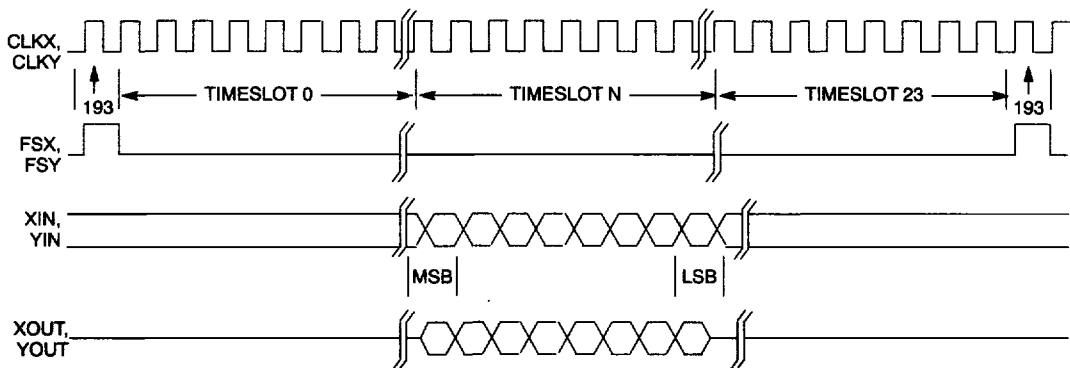 CLKX,
CLKY
193
TIMESLOT 0
TIMESLOT N
TIMESLOT 23
193
FSX,
FSY
XIN,
YIN
MSB
LSB
XOUT,
YOUT